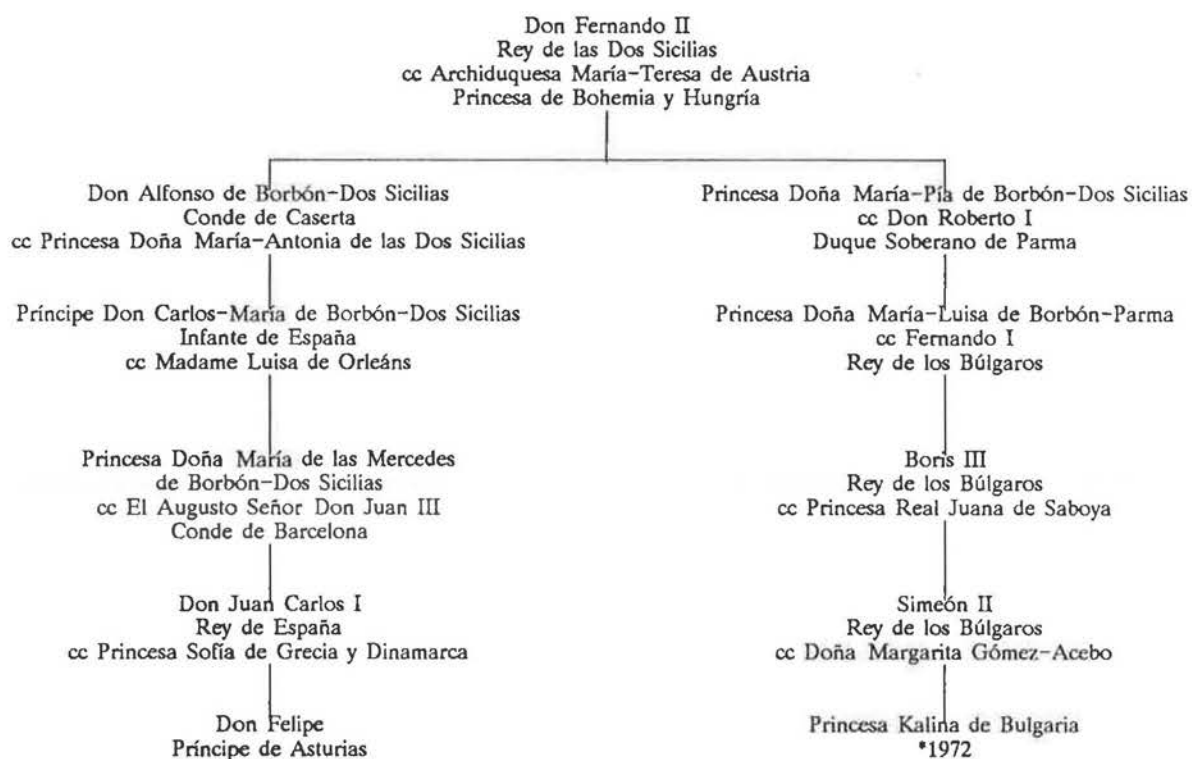 Don Fernando II
Rey de las Dos Sicilias
cc Archiduquesa María-Teresa de Austria
Princesa de Bohemia y Hungría
Don Alfonso de Borbón-Dos Sicilias
Conde de Caserta
cc Princesa Doña María-Antonia de las Dos Sicilias
Príncipe Don Carlos-María de Borbón-Dos Sicilias
Infante de España
cc Madame Luisa de Orleáns
Princesa Doña María de las Mercedes
de Borbón-Dos Sicilias
cc El Augusto Señor Don Juan III
Conde de Barcelona
Don Juan Carlos I
Rey de España
cc Princesa Sofía de Grecia y Dinamarca
Don Felipe
Príncipe de Asturias
Princesa Doña María-Pía de Borbón-Dos Sicilias
cc Don Roberto I
Duque Soberano de Parma
Princesa Doña María-Luisa de Borbón-Parma
cc Fernando I
Rey de los Búlgaros
Boris III
Rey de los Búlgaros
cc Princesa Real Juana de Saboya
Simeón II
Rey de los Búlgaros
cc Doña Margarita Gómez-Acebo
Princesa Kalina de Bulgaria
*1972